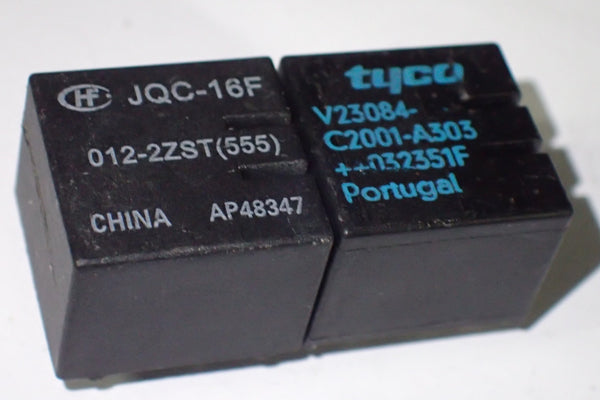 HF JQC-16F
012-2ZST(555)
CHINA AP48347
tyco
V23084-
C2001-A303
++032351F
Portugal